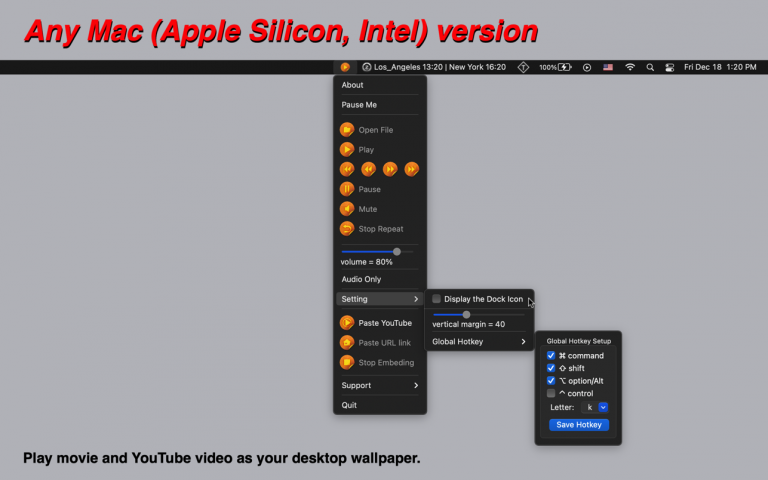 Any Mac (Apple Silicon, Intel) version
Los_Angeles 13:20 | New York 16:20 100% Fri Dec 18 1:20 PM
About
Pause Me
Open File
Play
Pause
Mute
Stop Repeat
volume = 80%
Audio Only
Setting
Display the Dock Icon
Paste YouTube
vertical margin = 40
Paste URL link
Global Hotkey
Global Hotkey Setup
Stop Embeding
⌘ command
⇧ shift
Support
⌥ option/Alt
^ control
Quit
Letter: k
Save Hotkey
Play movie and YouTube video as your desktop wallpaper.